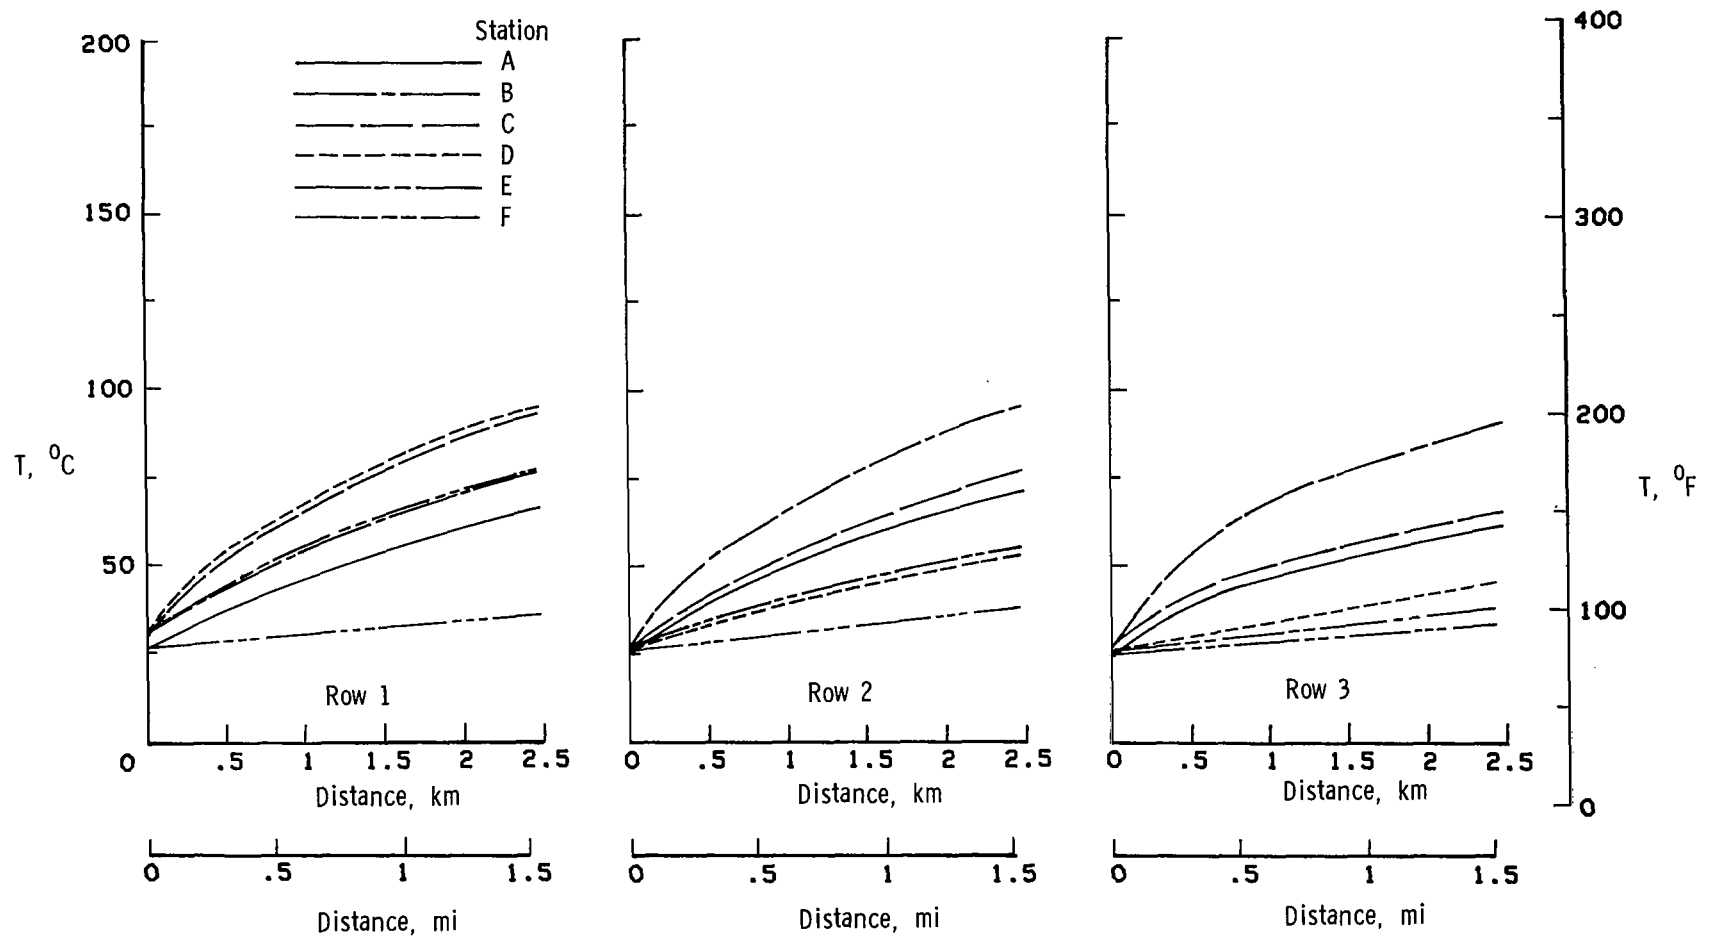 Station
A
B
C
D
E
F
200
150
100
50
0
T, °C
Row 1
0 .5 1 1.5 2 2.5
Distance, km
0 .5 1 1.5
Distance, mi
Row 2
0 .5 1 1.5 2 2.5
Distance, km
0 .5 1 1.5
Distance, mi
Row 3
0 .5 1 1.5 2 2.5
Distance, km
0 .5 1 1.5
Distance, mi
400
300
200
100
0
T, °F